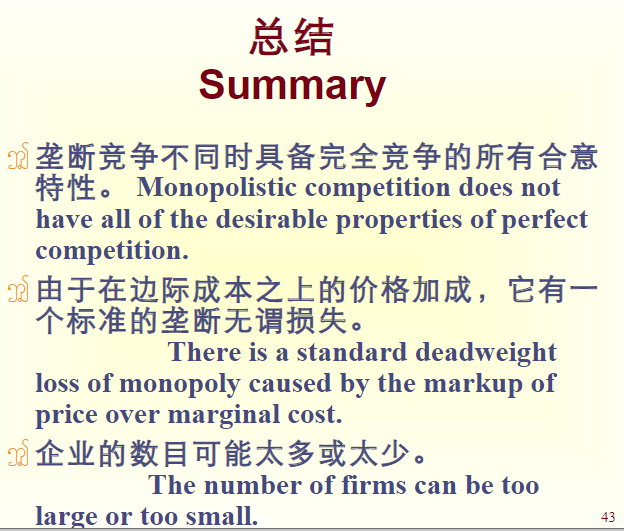 总结
Summary
垄断竞争不同时具备完全竞争的所有合意
特性。 Monopolistic competition does not
have all of the desirable properties of perfect
competition.
由于在边际成本之上的价格加成，它有一
个标准的垄断无谓损失。
There is a standard deadweight
loss of monopoly caused by the markup of
price over marginal cost.
企业的数目可能太多或太少。
The number of firms can be too
large or too small.
43